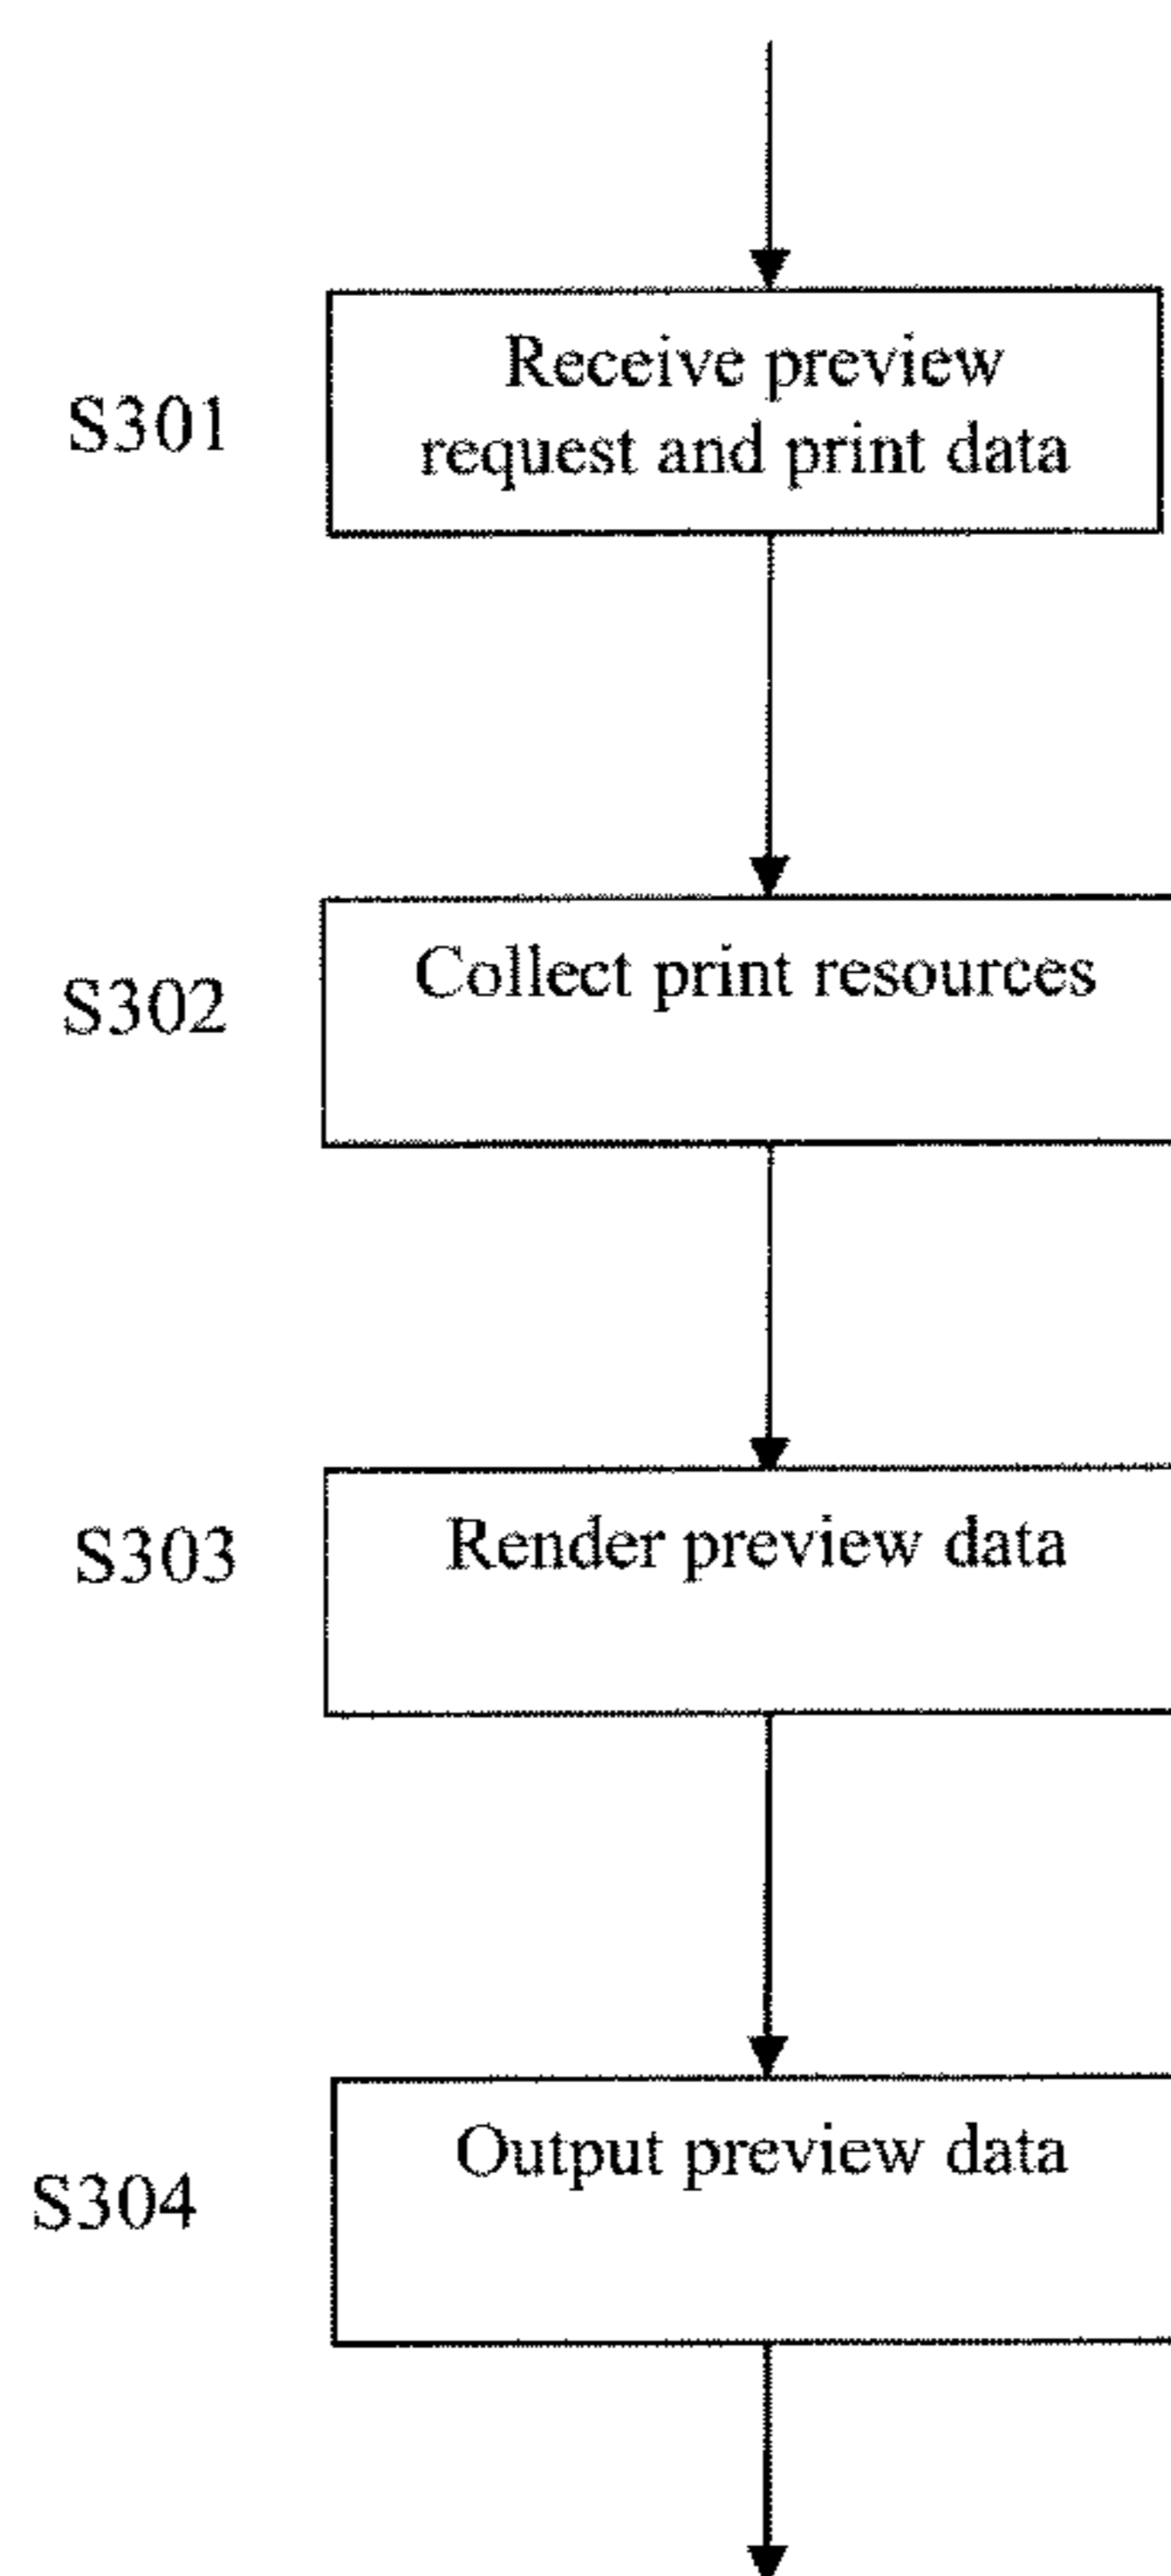 S301
Receive preview
request and print data
S302
Collect print resources
S303
Render preview data
S304
Output preview data